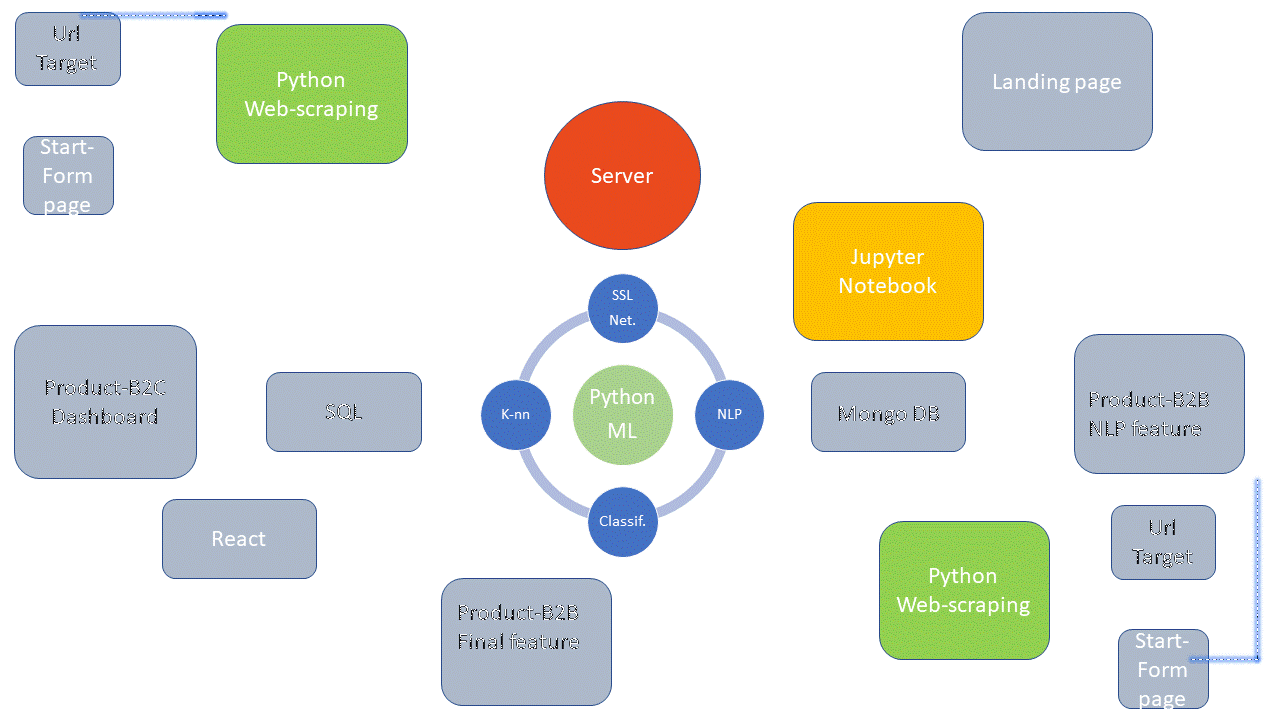 Url
Target
Python
Web-scraping
Landing page
Start-
Form
page
Server
Jupyter
Notebook
SSL
Net.
Product-B2C
Dashboard
SQL
K-nn
Python
ML
NLP
Mongo DB
Product-B2B
NLP feature
React
Classif.
Url
Target
Python
Web-scraping
Product-B2B
Final feature
Start-
Form
page